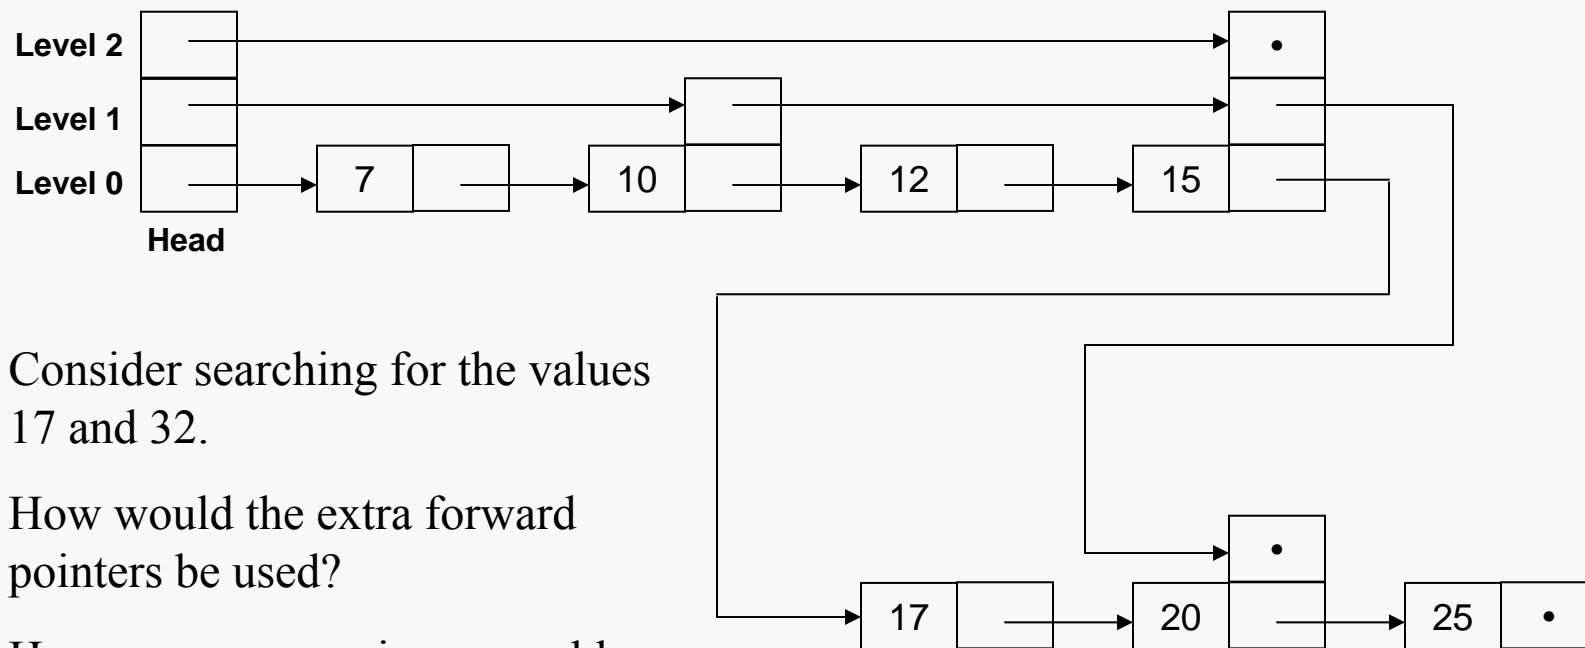 Level 2
Level 1
Level 0
7
10
12
15
Head
Consider searching for the values
17 and 32.
How would the extra forward
pointers be used?
17
20
25